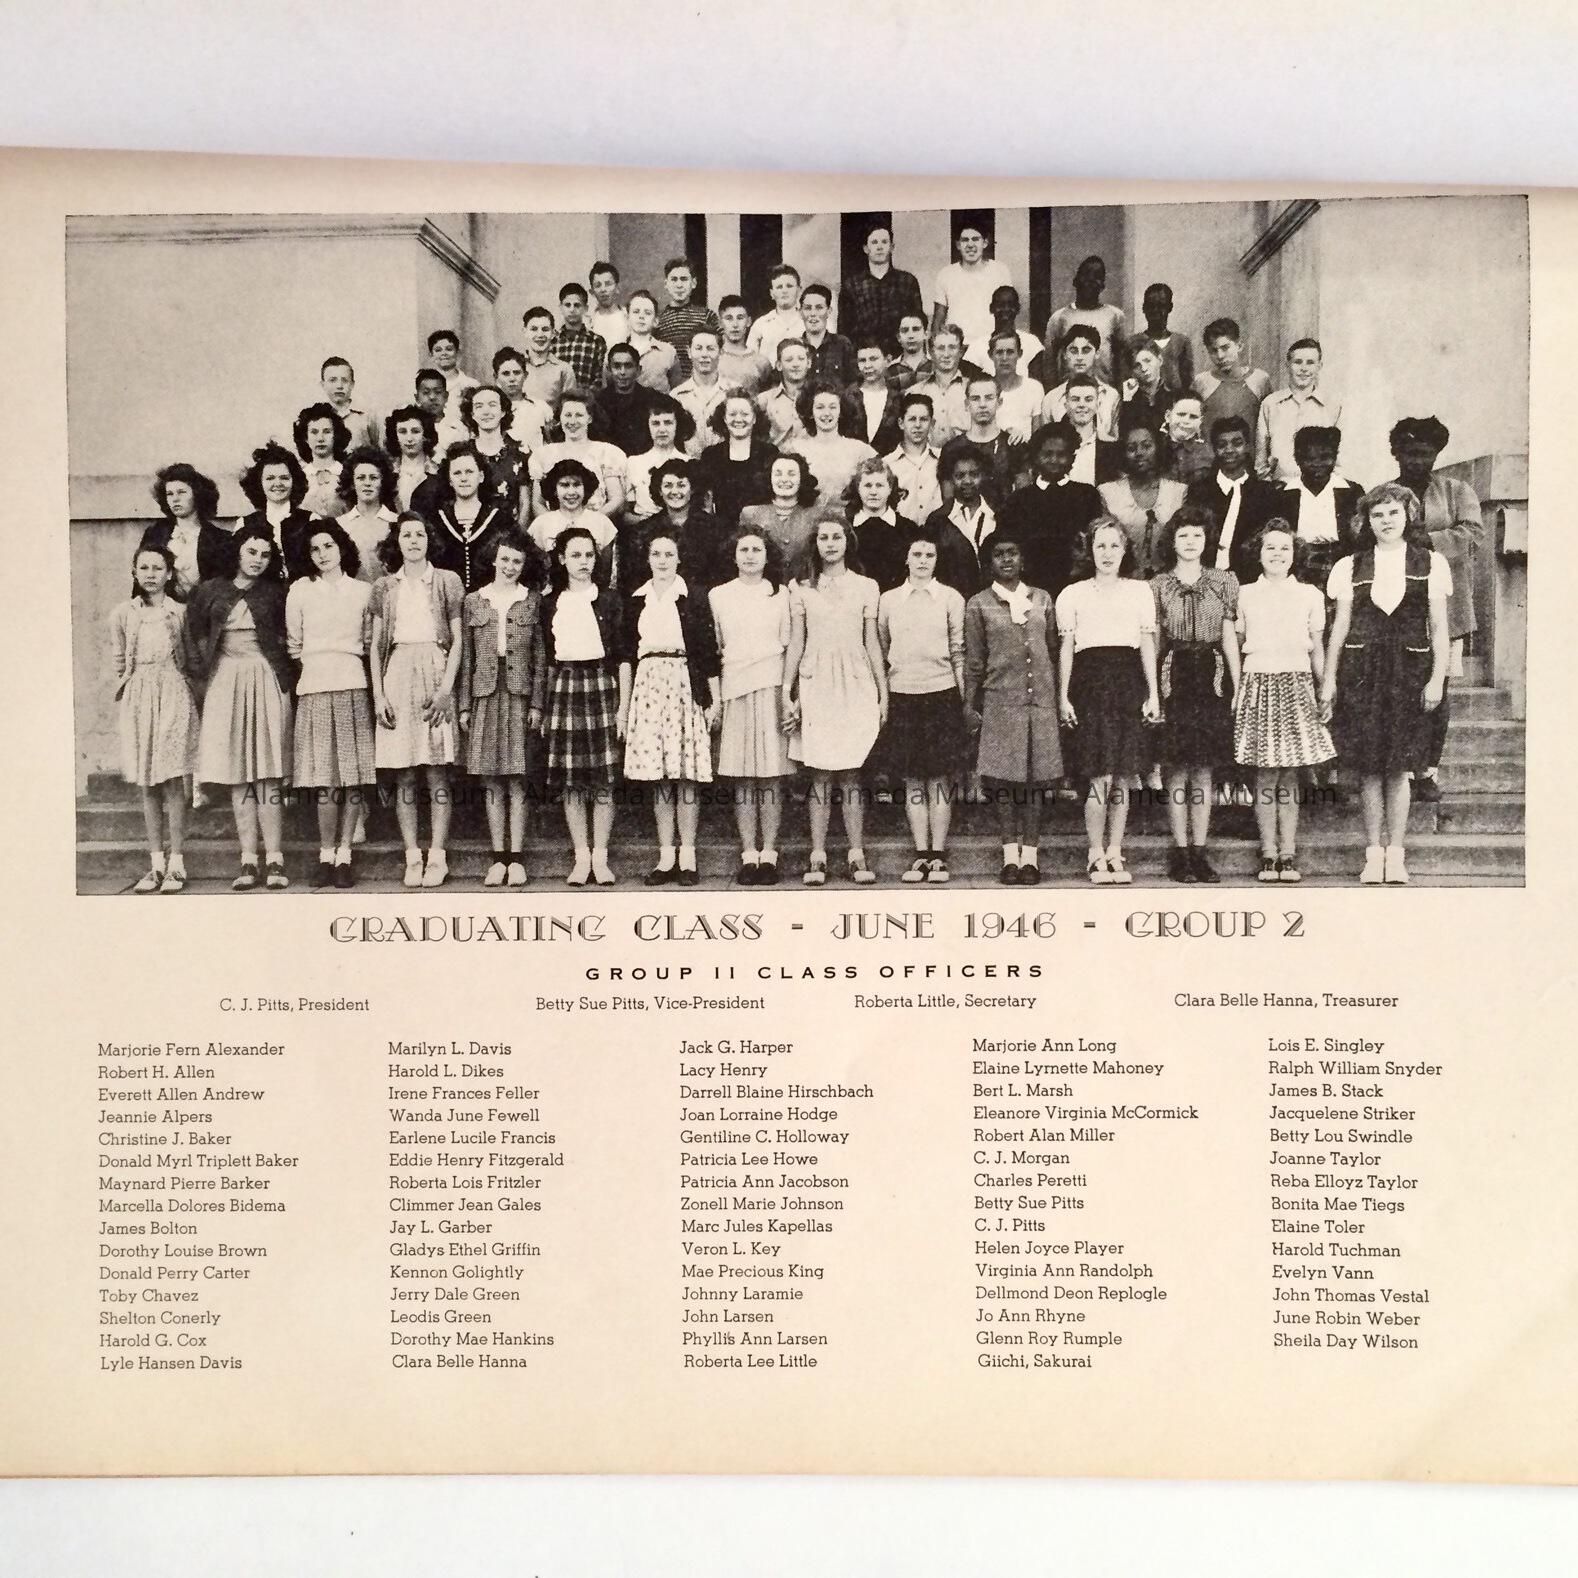 Alameda Museum - Alameda Museum - Alameda Museum - Alameda Museum
GRADUATING CLASS - JUNE 1946 - GROUP 2
GROUP II CLASS OFFICERS
C. J. Pitts, President
Betty Sue Pitts, Vice-President
Roberta Little, Secretary
Clara Belle Hanna, Treasurer
Marjorie Fern Alexander
Robert H. Allen
Everett Allen Andrew
Jeannie Alpers
Christine J. Baker
Donald Myrl Triplett Baker
Maynard Pierre Barker
Marcella Dolores Bidema
James Bolton
Dorothy Louise Brown
Donald Perry Carter
Toby Chavez
Shelton Conerly
Harold G. Cox
Lyle Hansen Davis
Marilyn L. Davis
Harold L. Dikes
Irene Frances Feller
Wanda June Fewell
Earlene Lucile Francis
Eddie Henry Fitzgerald
Roberta Lois Fritzler
Climmer Jean Gales
Jay L. Garber
Gladys Ethel Griffin
Kennon Golightly
Jerry Dale Green
Leodis Green
Dorothy Mae Hankins
Clara Belle Hanna
Jack G. Harper
Lacy Henry
Darrell Blaine Hirschbach
Joan Lorraine Hodge
Gentiline C. Holloway
Patricia Lee Howe
Patricia Ann Jacobson
Zonell Marie Johnson
Marc Jules Kapellas
Veron L. Key
Mae Precious King
Johnny Laramie
John Larsen
Phyllis Ann Larsen
Roberta Lee Little
Marjorie Ann Long
Elaine Lyrnette Mahoney
Bert L. Marsh
Eleanore Virginia McCormick
Robert Alan Miller
C. J. Morgan
Charles Peretti
Betty Sue Pitts
C. J. Pitts
Helen Joyce Player
Virginia Ann Randolph
Dellmond Deon Replogle
Jo Ann Rhyne
Glenn Roy Rumple
Giichi, Sakurai
Lois E. Singley
Ralph William Snyder
James B. Stack
Jacquelene Striker
Betty Lou Swindle
Joanne Taylor
Reba Elloyz Taylor
Bonita Mae Tiegs
Elaine Toler
Harold Tuchman
Evelyn Vann
John Thomas Vestal
June Robin Weber
Sheila Day Wilson